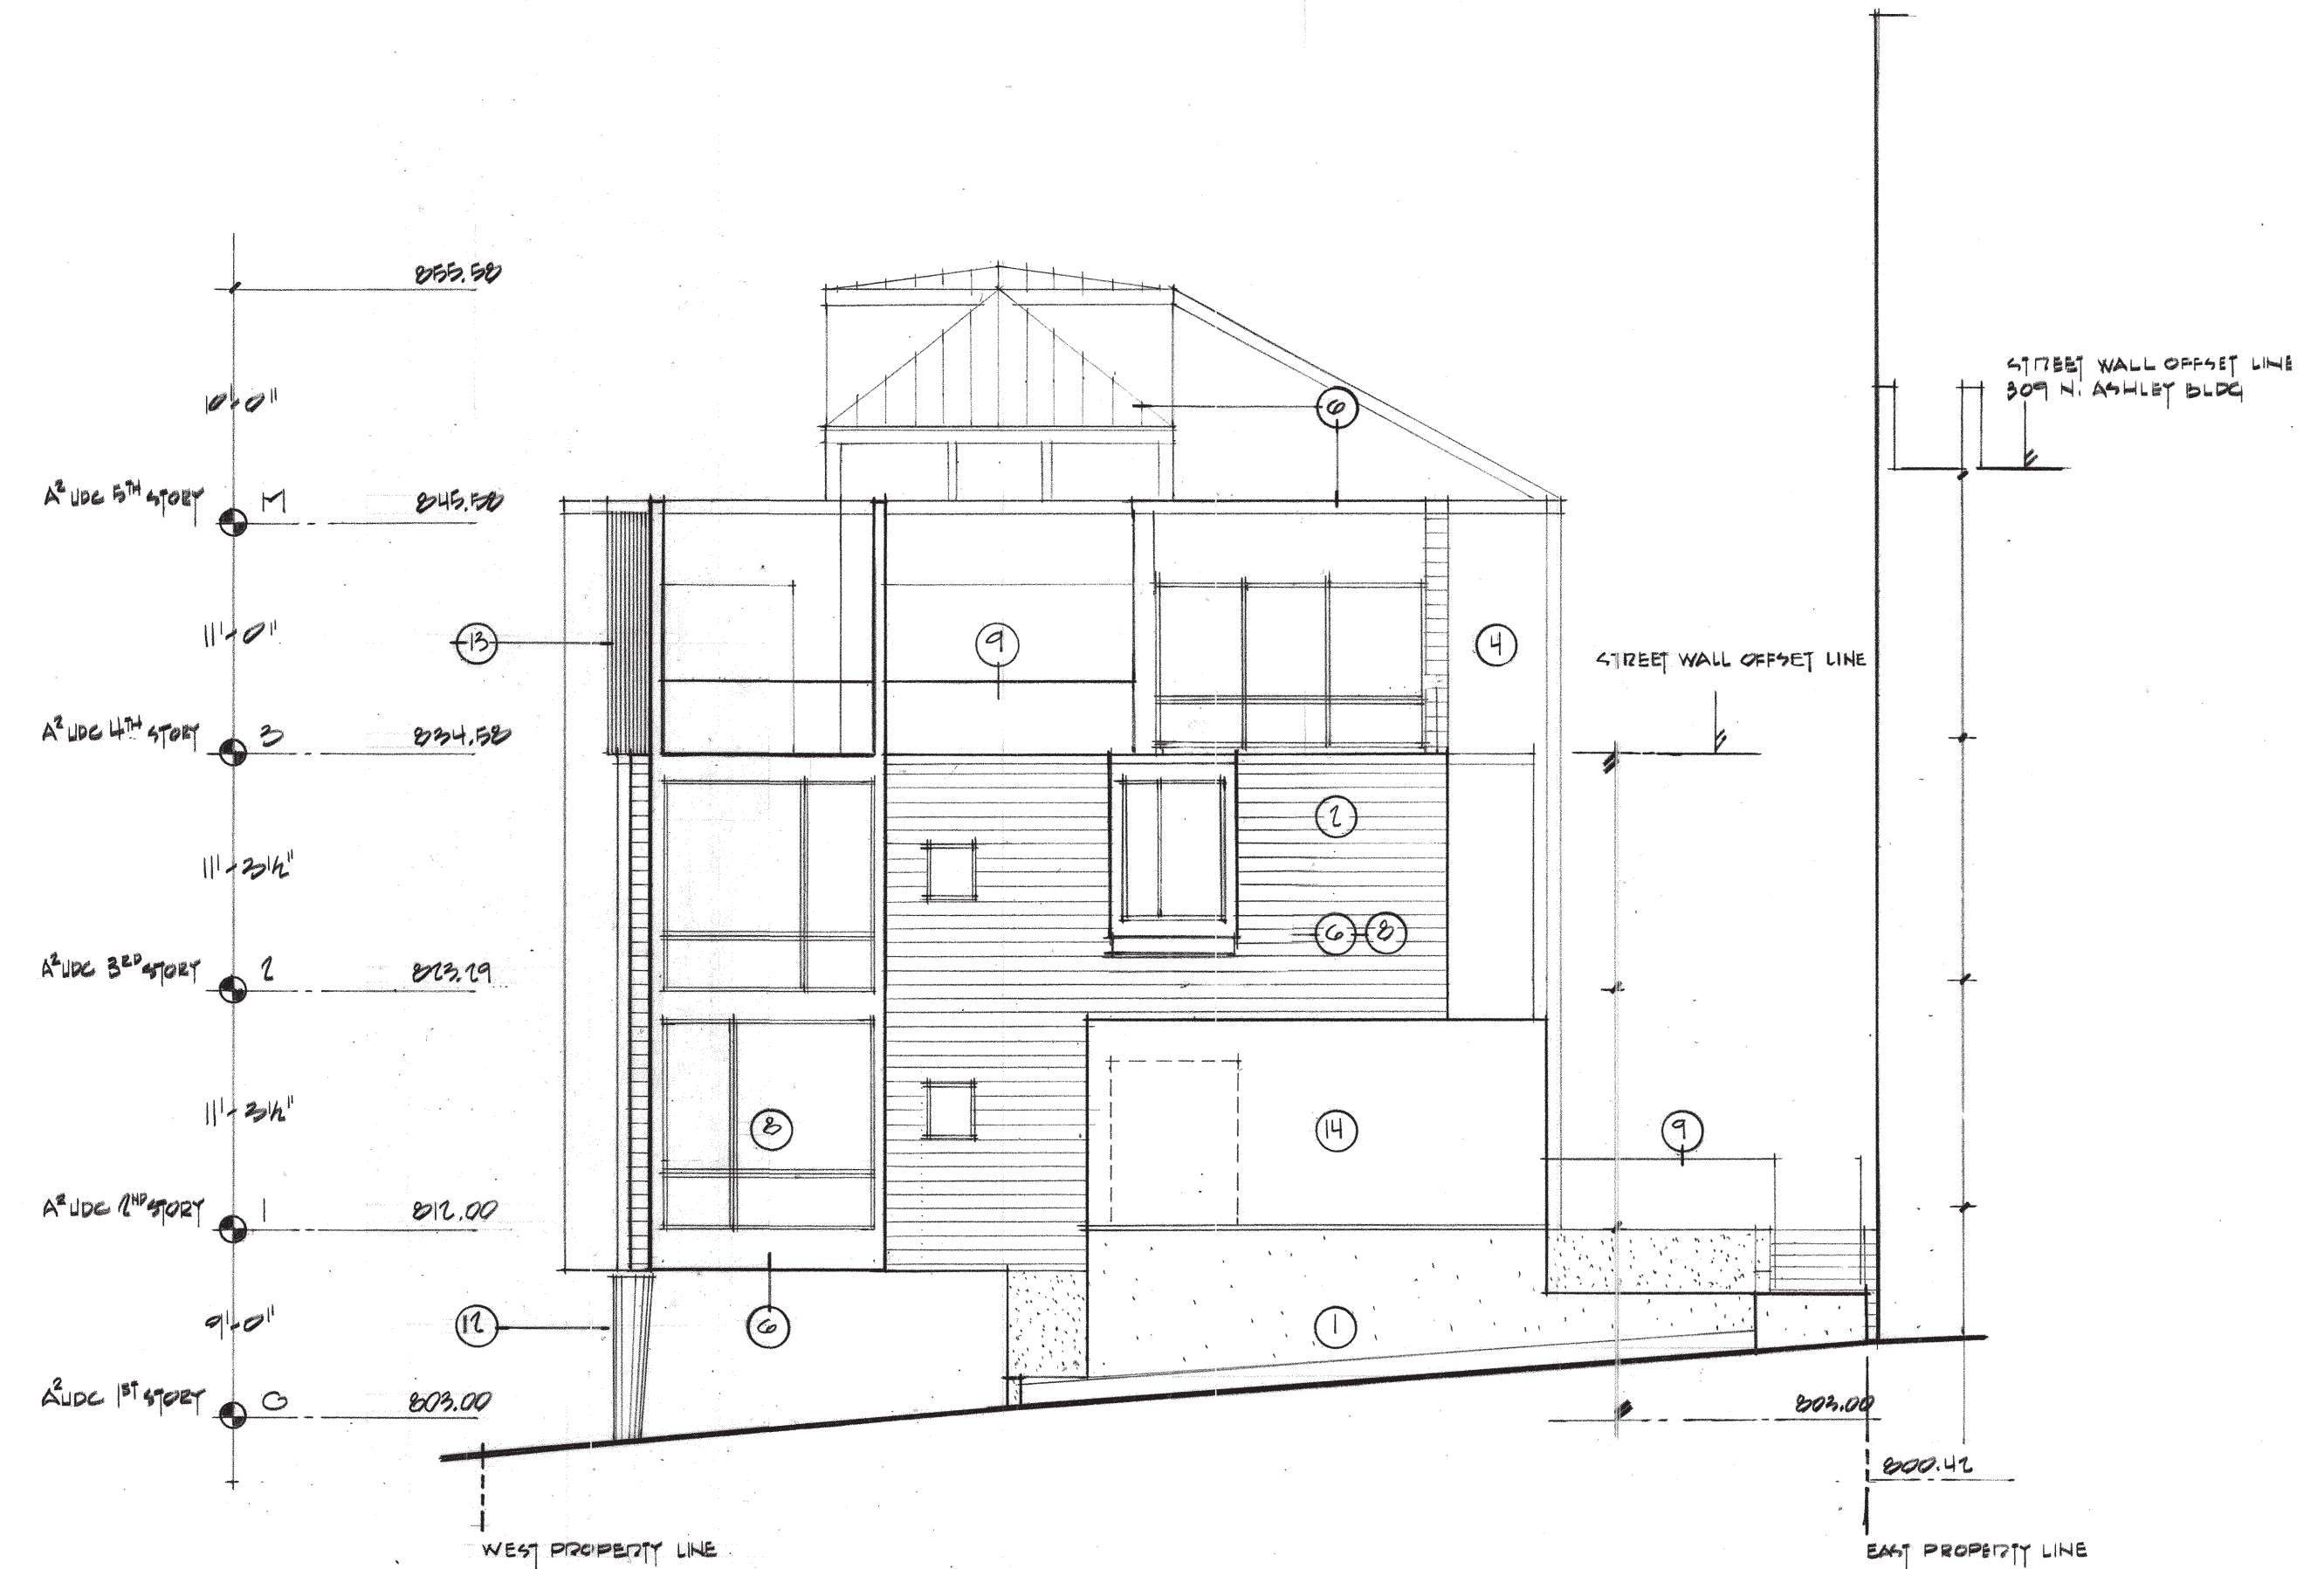 855.58
10'-0"
STREET WALL OFFSET LINE
309 N. ASHLEY BLDG
6
A² UDC 5TH STORY M 845.58
11'-0"
13
9
4
STREET WALL OFFSET LINE
A² UDC 4TH STORY 3 834.58
2
11'-3½"
6 8
A² UDC 3RD STORY 2 823.29
11'-3½"
8
14
9
A² UDC 2ND STORY 1 812.00
9'-0"
12
6
1
A² UDC 1ST STORY G 803.00
803.00
800.42
WEST PROPERTY LINE
EAST PROPERTY LINE